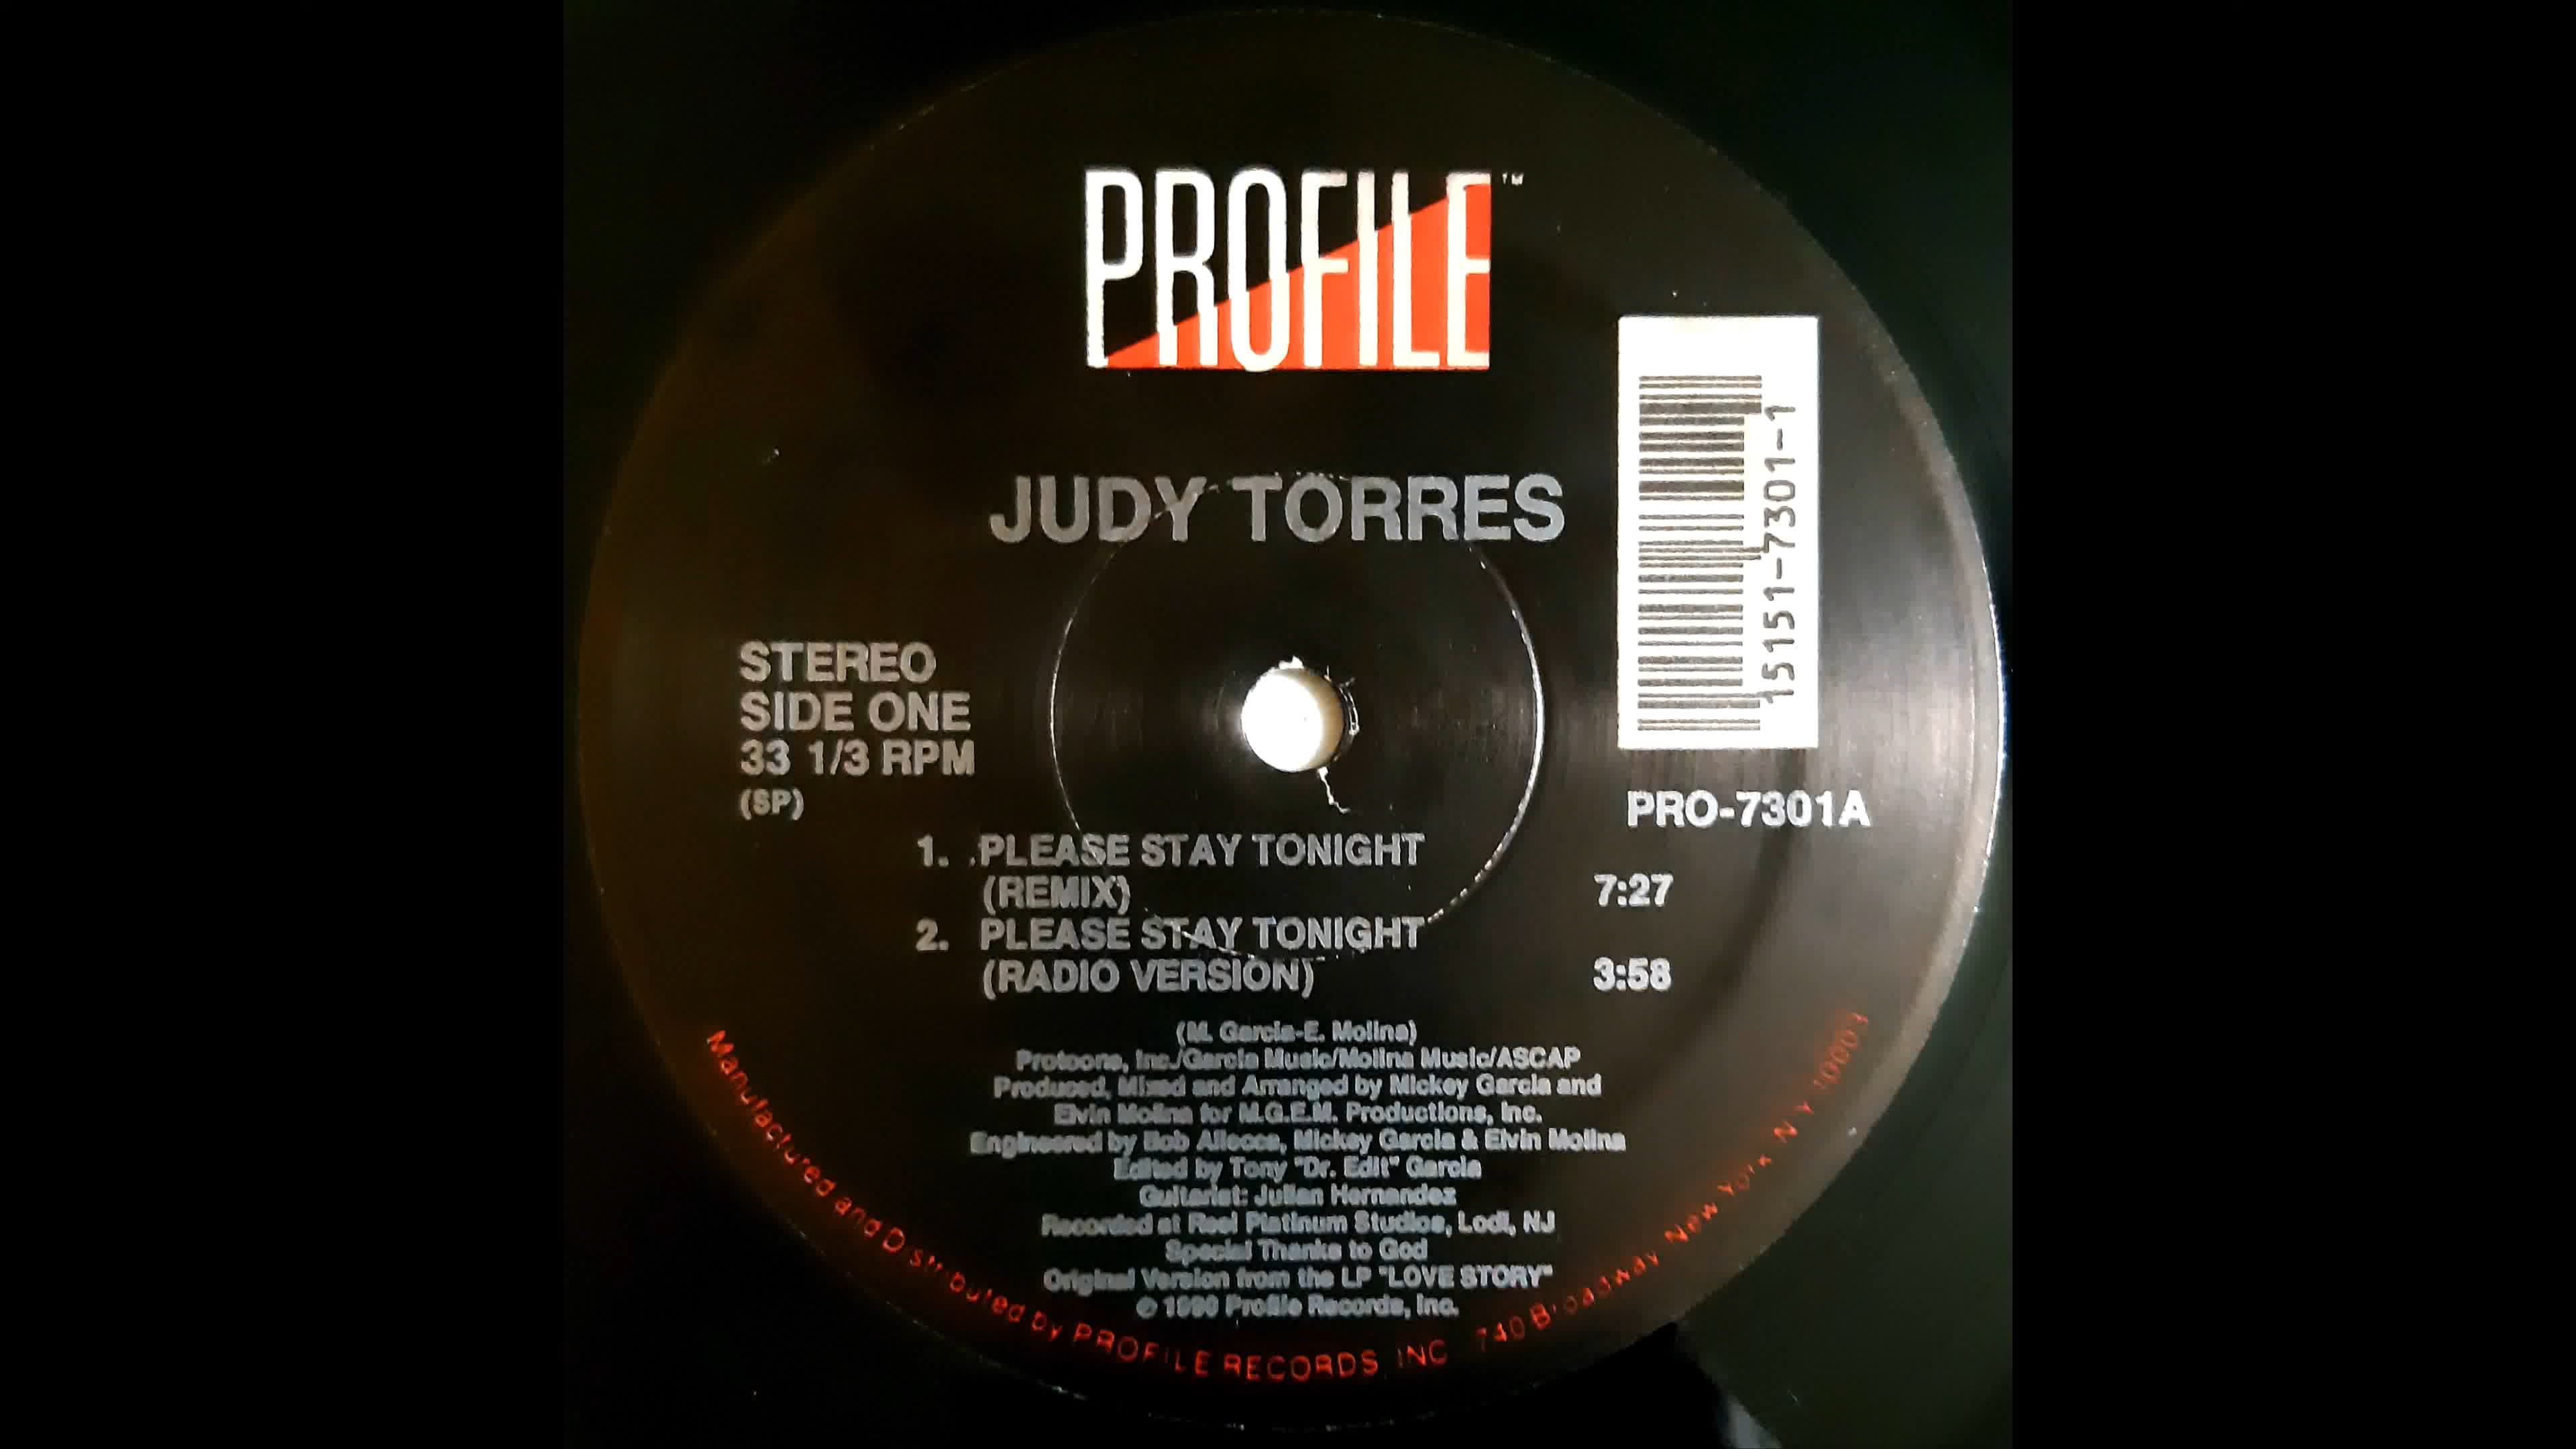 PROFILE™
JUDY TORRES
15151-7301-1
STEREO
SIDE ONE
33 1/3 RPM
(SP)
PRO-7301A
1. PLEASE STAY TONIGHT
(REMIX) 7:27
2. PLEASE STAY TONIGHT
(RADIO VERSION) 3:58
(M. Garcia-E. Molina)
Protoons, Inc./Garcia Music/Molina Music/ASCAP
Produced, Mixed and Arranged by Mickey Garcia and
Elvin Molina for M.G.E.M. Productions, Inc.
Engineered by Bob Allecca, Mickey Garcia & Elvin Molina
Edited by Tony "Dr. Edit" Garcia
Guitarist: Julian Hernandez
Recorded at Reel Platinum Studios, Lodi, NJ
Special Thanks to God
Original Version from the LP "LOVE STORY"
© 1990 Profile Records, Inc.
Manufactured and Distributed by PROFILE RECORDS INC 740 Broadway New York N Y 10003